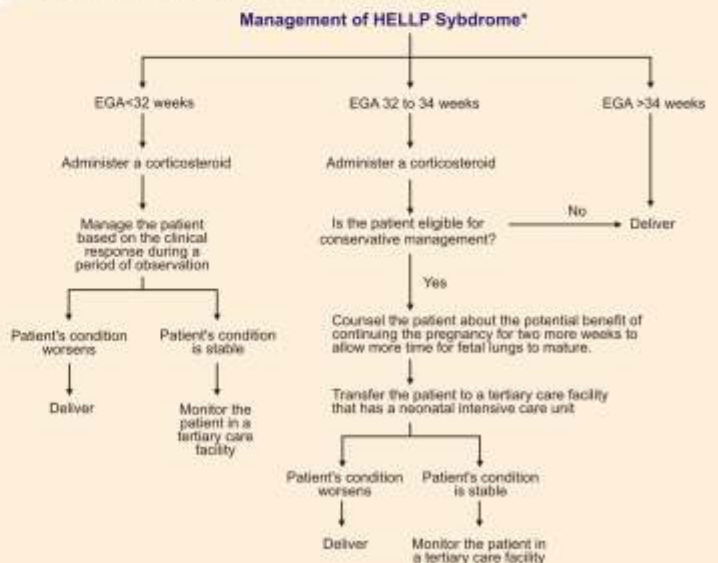 Management of HELLP Sybdrome*
EGA<32 weeks
EGA 32 to 34 weeks
EGA >34 weeks
Administer a corticosteroid
Administer a corticosteroid
Manage the patient
based on the clinical
response during a
period of observation
Is the patient eligible for
conservative management?
No
Deliver
Yes
Patient's condition
worsens
Patient's condition
is stable
Counsel the patient about the potential benefit of
continuing the pregnancy for two more weeks to
allow more time for fetal lungs to mature.
Deliver
Monitor the
patient in a
tertiary care
facility
Transfer the patient to a tertiary care facility
that has a neonatal intensive care unit
Patient's condition
worsens
Patient's condition
is stable
Deliver
Monitor the patient in
a tertiary care facility